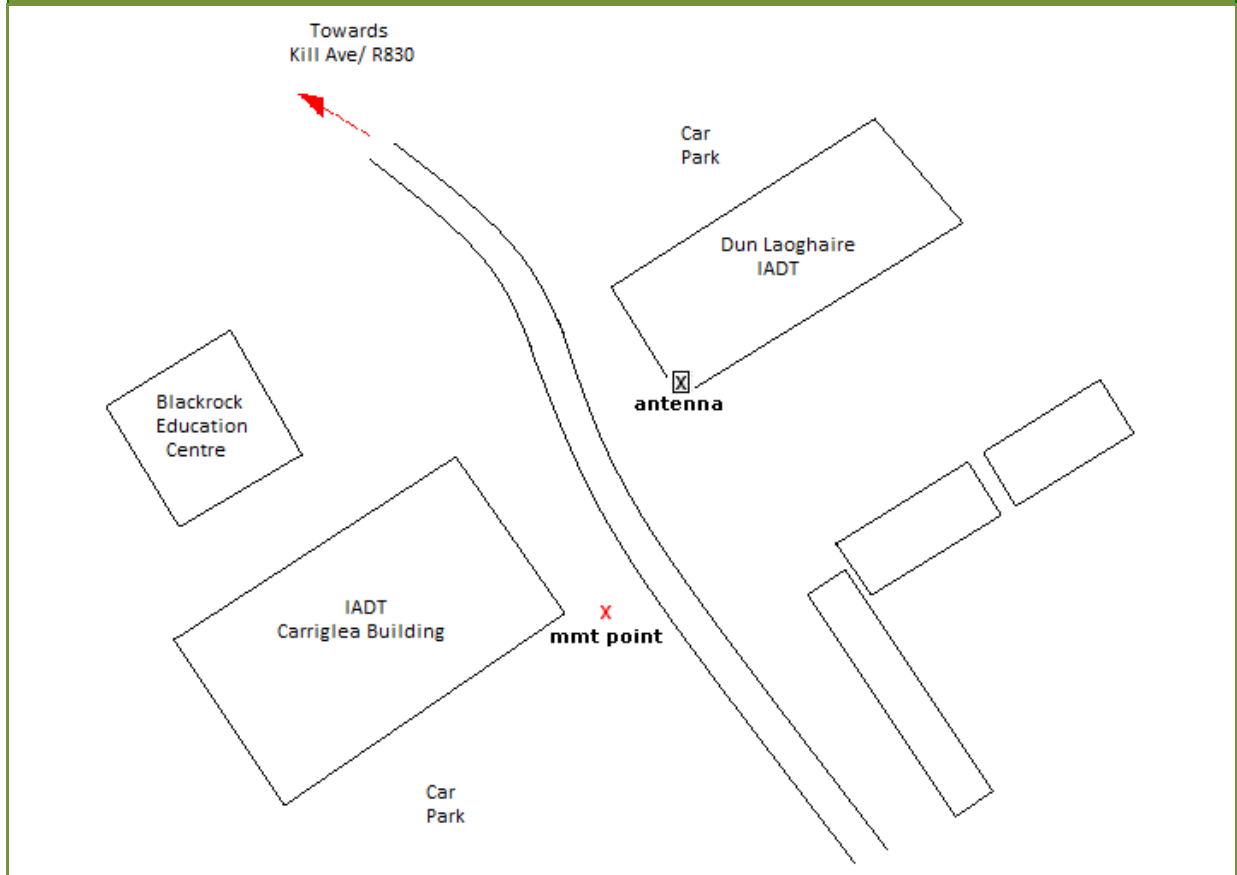 Towards
Kill Ave/ R830
Car
Park
Dun Laoghaire
IADT
X
antenna
Blackrock
Education
Centre
IADT
Carriglea Building
X
mmt point
Car
Park